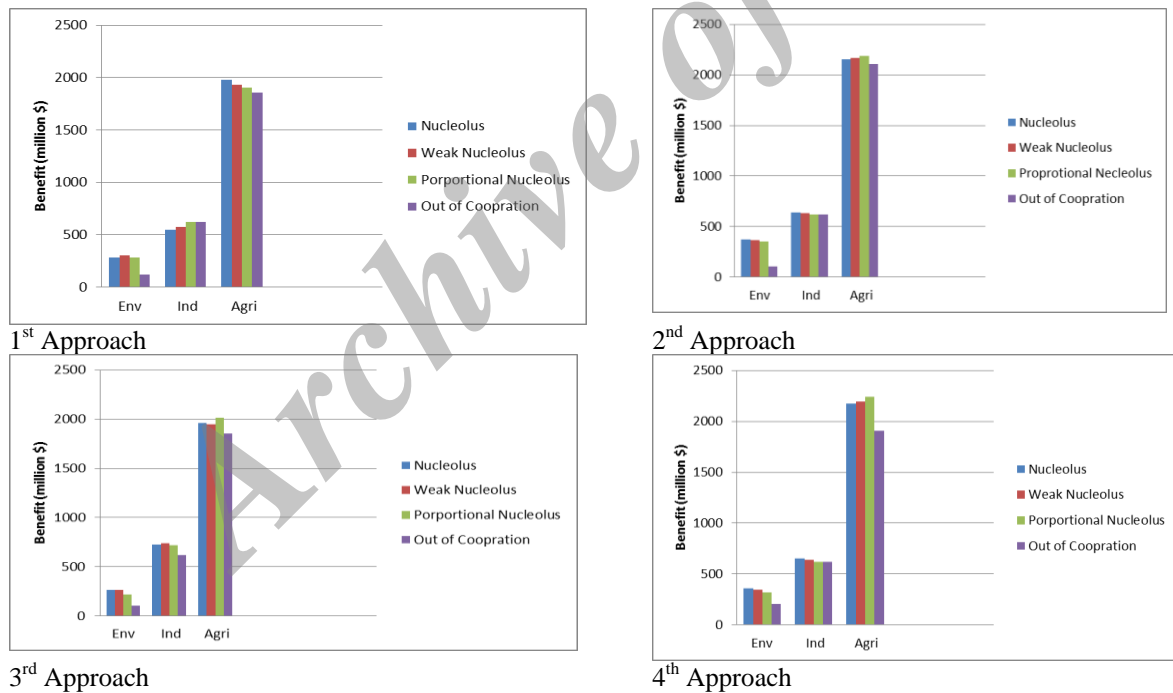 Archive of
2500
2000
1500
1000
500
0
Benefit (million $)
Env Ind Agri
Nucleolus
Weak Nucleolus
Porportional Nucleolus
Out of Coopration
1st Approach
2500
2000
1500
1000
500
0
Benefit (million $)
Env Ind Agri
Nucleolus
Weak Nucleolus
Proprotional Necleolus
Out of Coopration
2nd Approach
2500
2000
1500
1000
500
0
Benefit (million $)
Env Ind Agri
Nucleolus
Weak Nucleolus
Porportional Nucleolus
Out of Coopration
3rd Approach
2500
2000
1500
1000
500
0
Benefit (million $)
Env Ind Agri
Nucleolus
Weak Nucleolus
Porportional Nucleolus
Out of Coopration
4th Approach